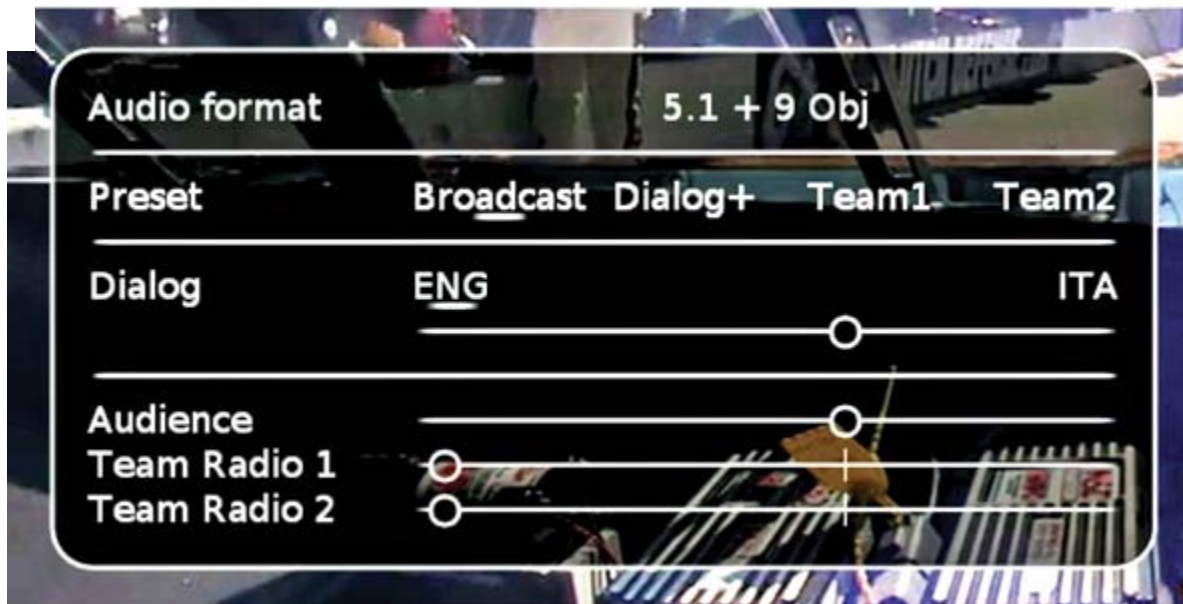 Audio format 5.1 + 9 Obj
Preset Broadcast Dialog+ Team1 Team2
Dialog ENG ITA
Audience
Team Radio 1
Team Radio 2